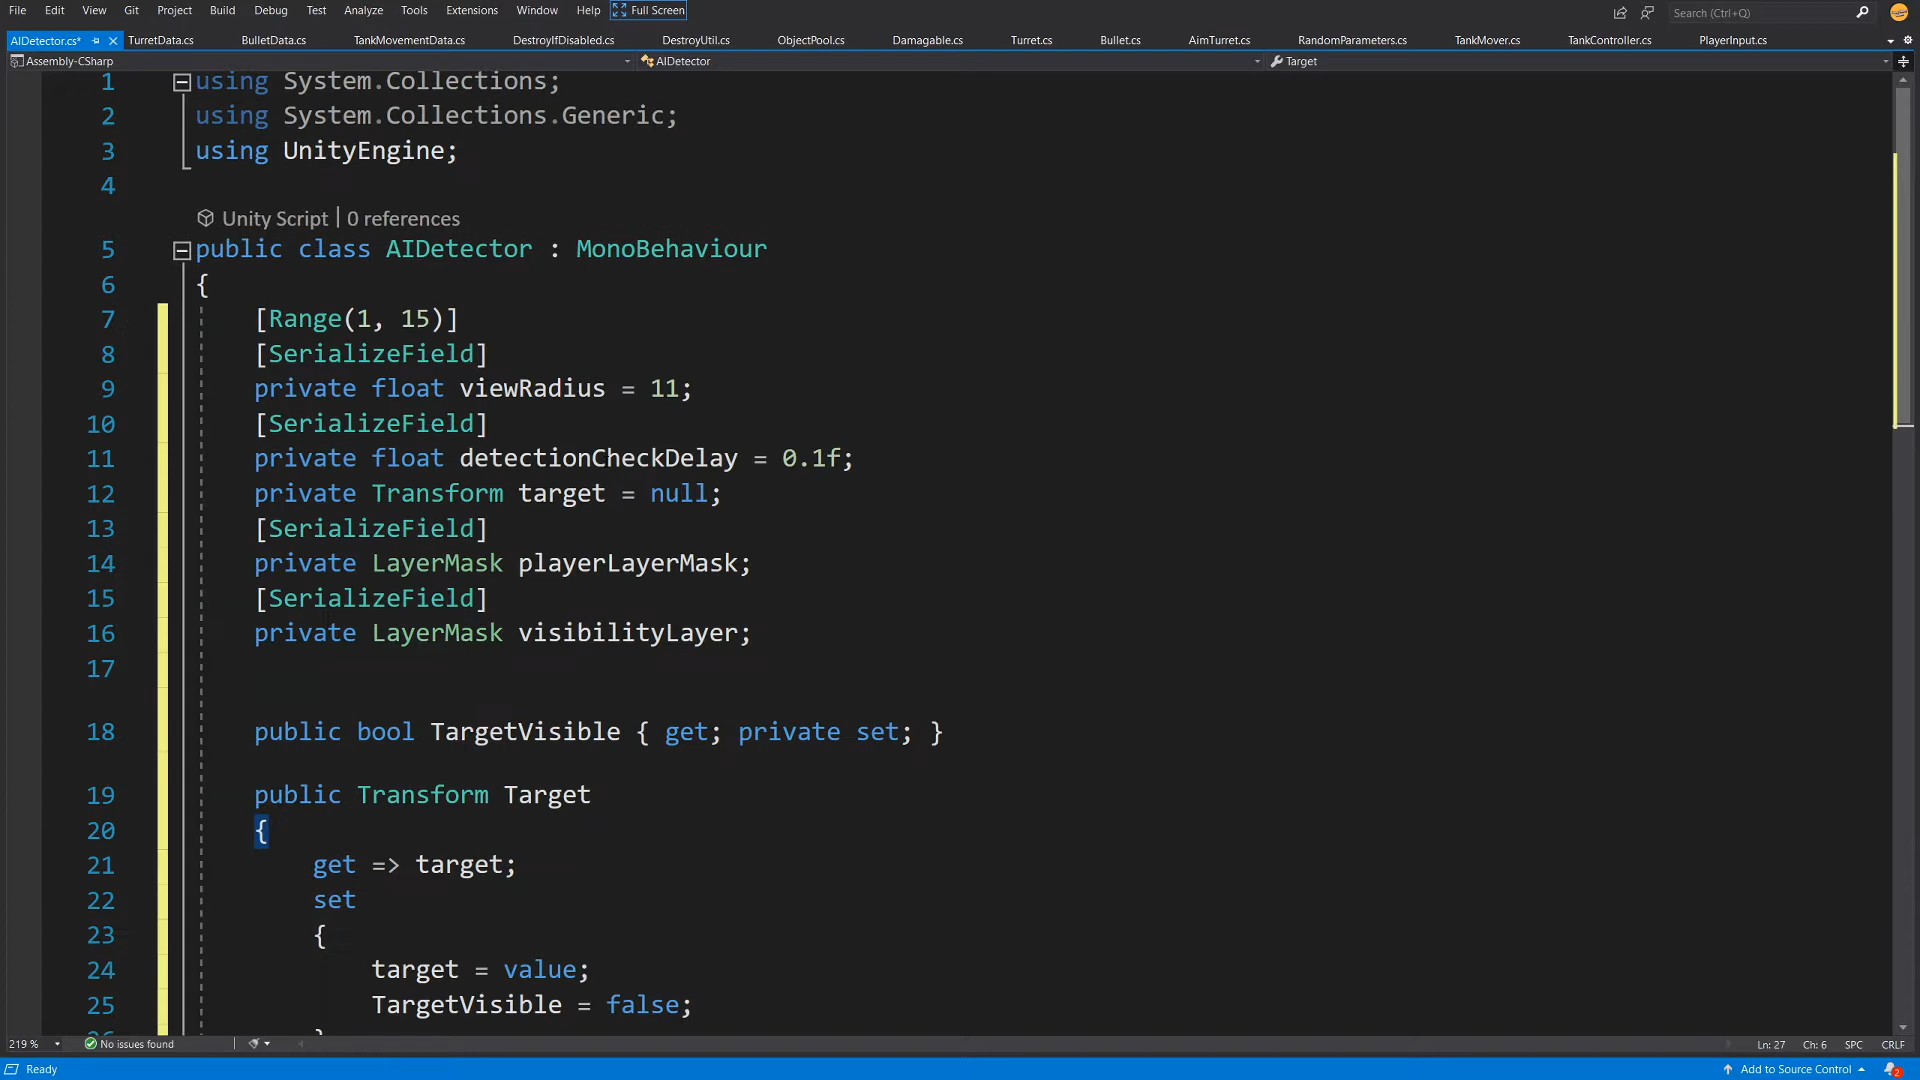 File Edit View Git Project Build Debug Test Analyze Tools Extensions Window Help Full Screen Search (Ctrl+Q)
AIDetector.cs* TurretData.cs BulletData.cs TankMovementData.cs DestroyIfDisabled.cs DestroyUtil.cs ObjectPool.cs Damagable.cs Turret.cs Bullet.cs AimTurret.cs RandomParameters.cs TankMover.cs TankController.cs PlayerInput.cs
Assembly-CSharp AIDetector Target
1 using System.Collections;
2 using System.Collections.Generic;
3 using UnityEngine;
4
Unity Script | 0 references
5 public class AIDetector : MonoBehaviour
6 {
7 [Range(1, 15)]
8 [SerializeField]
9 private float viewRadius = 11;
10 [SerializeField]
11 private float detectionCheckDelay = 0.1f;
12 private Transform target = null;
13 [SerializeField]
14 private LayerMask playerLayerMask;
15 [SerializeField]
16 private LayerMask visibilityLayer;
17
18 public bool TargetVisible { get; private set; }
19 public Transform Target
20 {
21 get => target;
22 set
23 {
24 target = value;
25 TargetVisible = false;
26 }
219 % No issues found Ln: 27 Ch: 6 SPC CRLF
Ready Add to Source Control 2